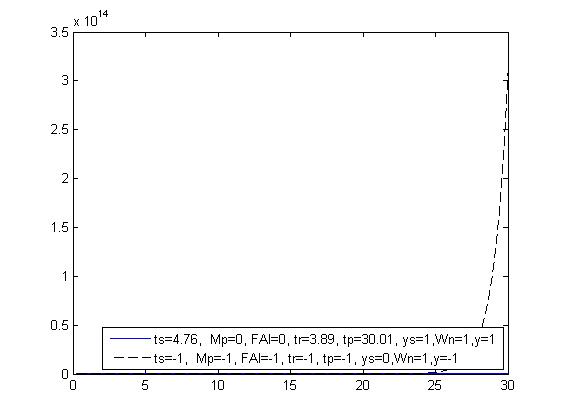 x 10^14
3.5
3
2.5
2
1.5
1
0.5
0
ts=4.76, Mp=0, FAI=0, tr=3.89, tp=30.01, ys=1,Wn=1,y=1
ts=-1, Mp=-1, FAI=-1, tr=-1, tp=-1, ys=0,Wn=1,y=-1
0 5 10 15 20 25 30